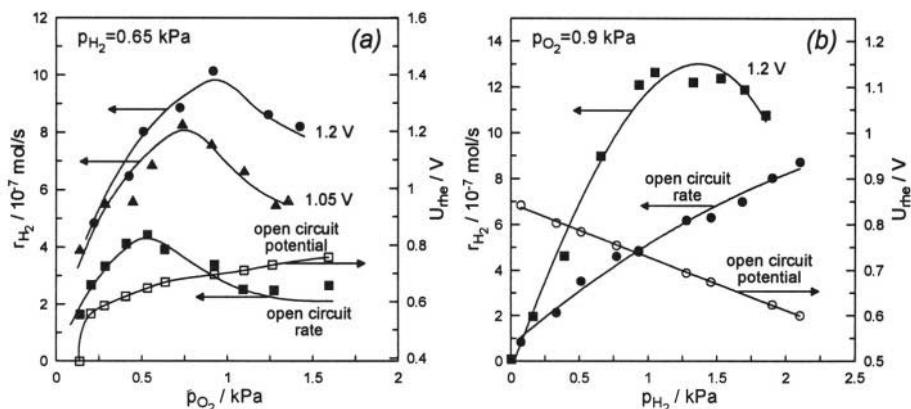 p_H2=0.65 kPa
(a)
r_H2 / 10^-7 mol/s
14
12
10
8
6
4
2
0
1.2 V
1.05 V
open circuit
potential
open circuit
rate
1.6
1.4
1.2
1
0.8
0.6
0.4
U_rhe / V
0
0.5
1
1.5
2
p_O2 / kPa
p_O2=0.9 kPa
(b)
r_H2 / 10^-7 mol/s
14
12
10
8
6
4
2
0
1.2 V
open circuit
rate
open circuit
potential
1.2
1.1
1
0.9
0.8
0.7
0.6
0.5
U_rhe / V
0
0.5
1
1.5
2
2.5
p_H2 / kPa